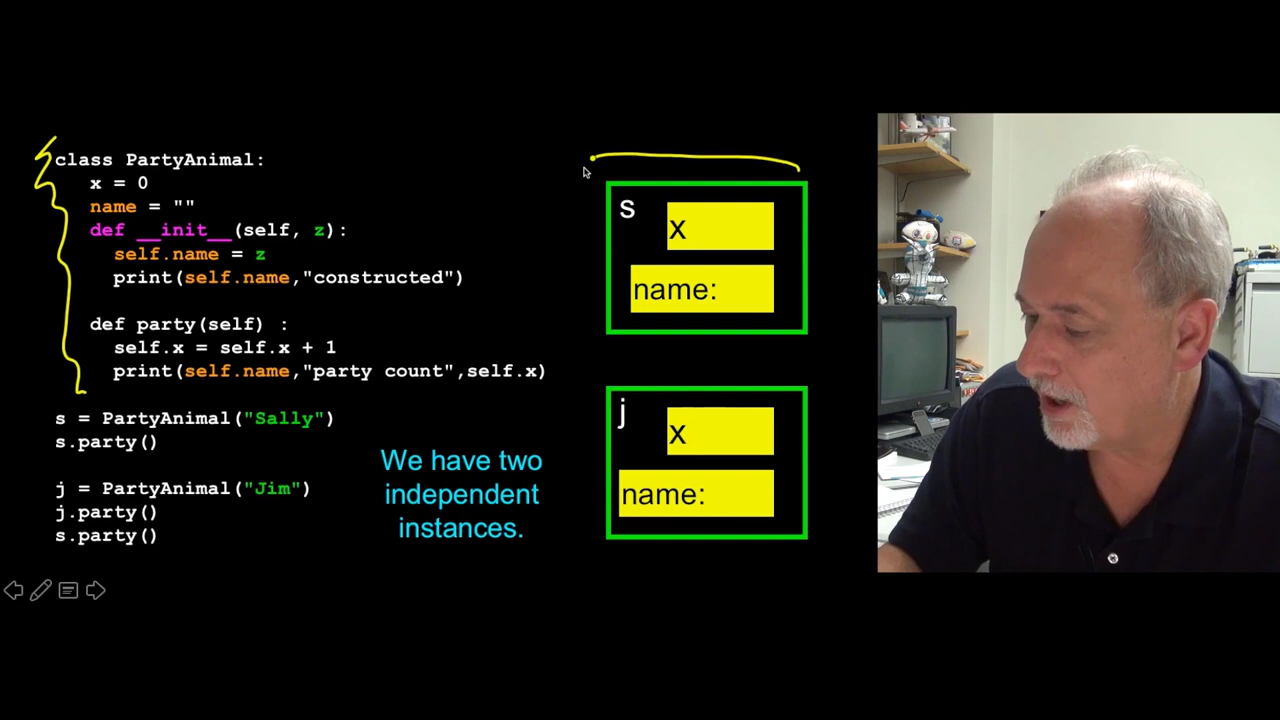 class PartyAnimal:
x = 0
name = ""
def __init__(self, z):
self.name = z
print(self.name,"constructed")
def party(self) :
self.x = self.x + 1
print(self.name,"party count",self.x)
s = PartyAnimal("Sally")
s.party()
j = PartyAnimal("Jim")
j.party()
s.party()
We have two
independent
instances.
s
x
name:
j
x
name: